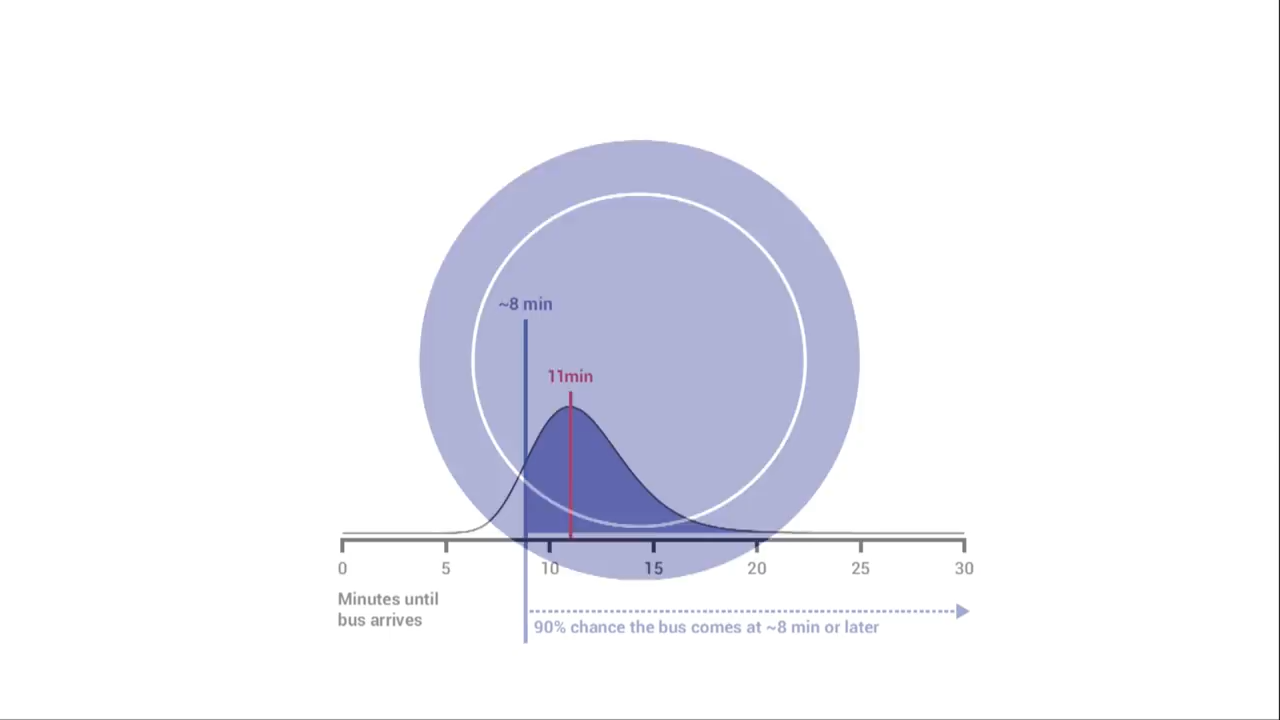 ~8 min
11min
0 5 10 15 20 25 30
Minutes until
bus arrives
90% chance the bus comes at ~8 min or later